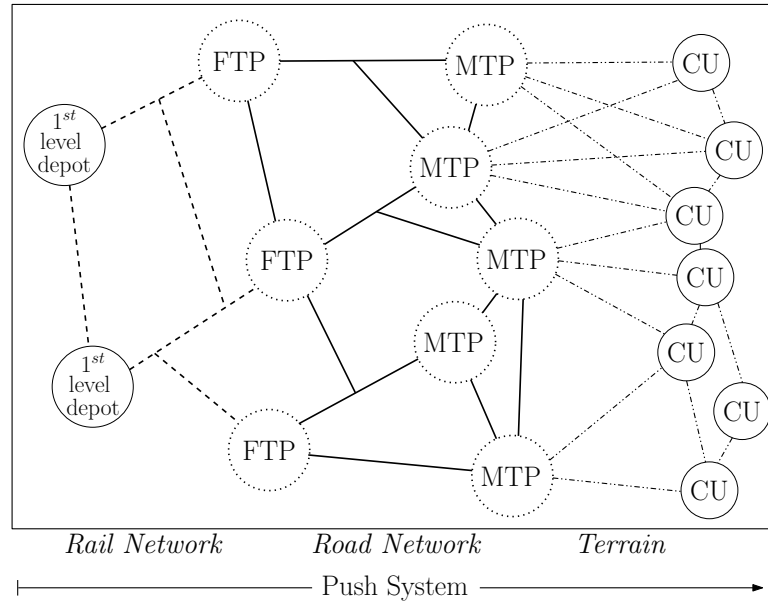 FTP
MTP
CU
1st
level
depot
CU
MTP
CU
FTP
MTP
CU
MTP
CU
1st
level
depot
CU
FTP
MTP
CU
Rail Network
Road Network
Terrain
Push System